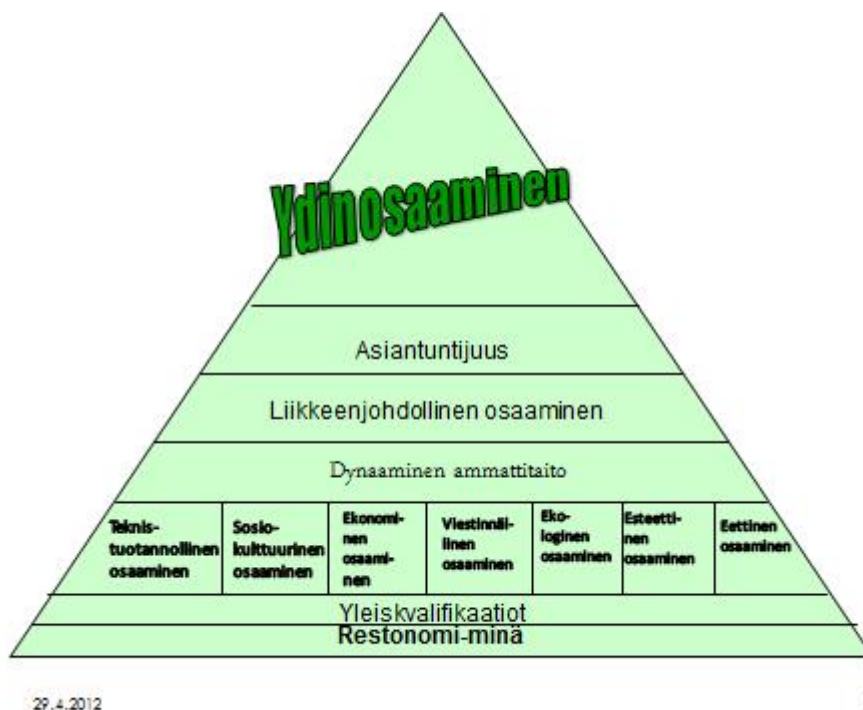 Ydinosaaminen
Asiantuntijuus
Liikkeenjohdollinen osaaminen
Dynaaminen ammattitaito
Teknis-
tuotannollinen
osaaminen
Sosio-
kulttuurinen
osaaminen
Ekonomi-
nen
osaami-
nen
Viestinnäl-
linen
osaaminen
Eko-
loginen
osaaminen
Esteetti-
nen
osaaminen
Eettinen
osaaminen
Yleiskvalifikaatiot
Restonomi-minä
29.4.2012